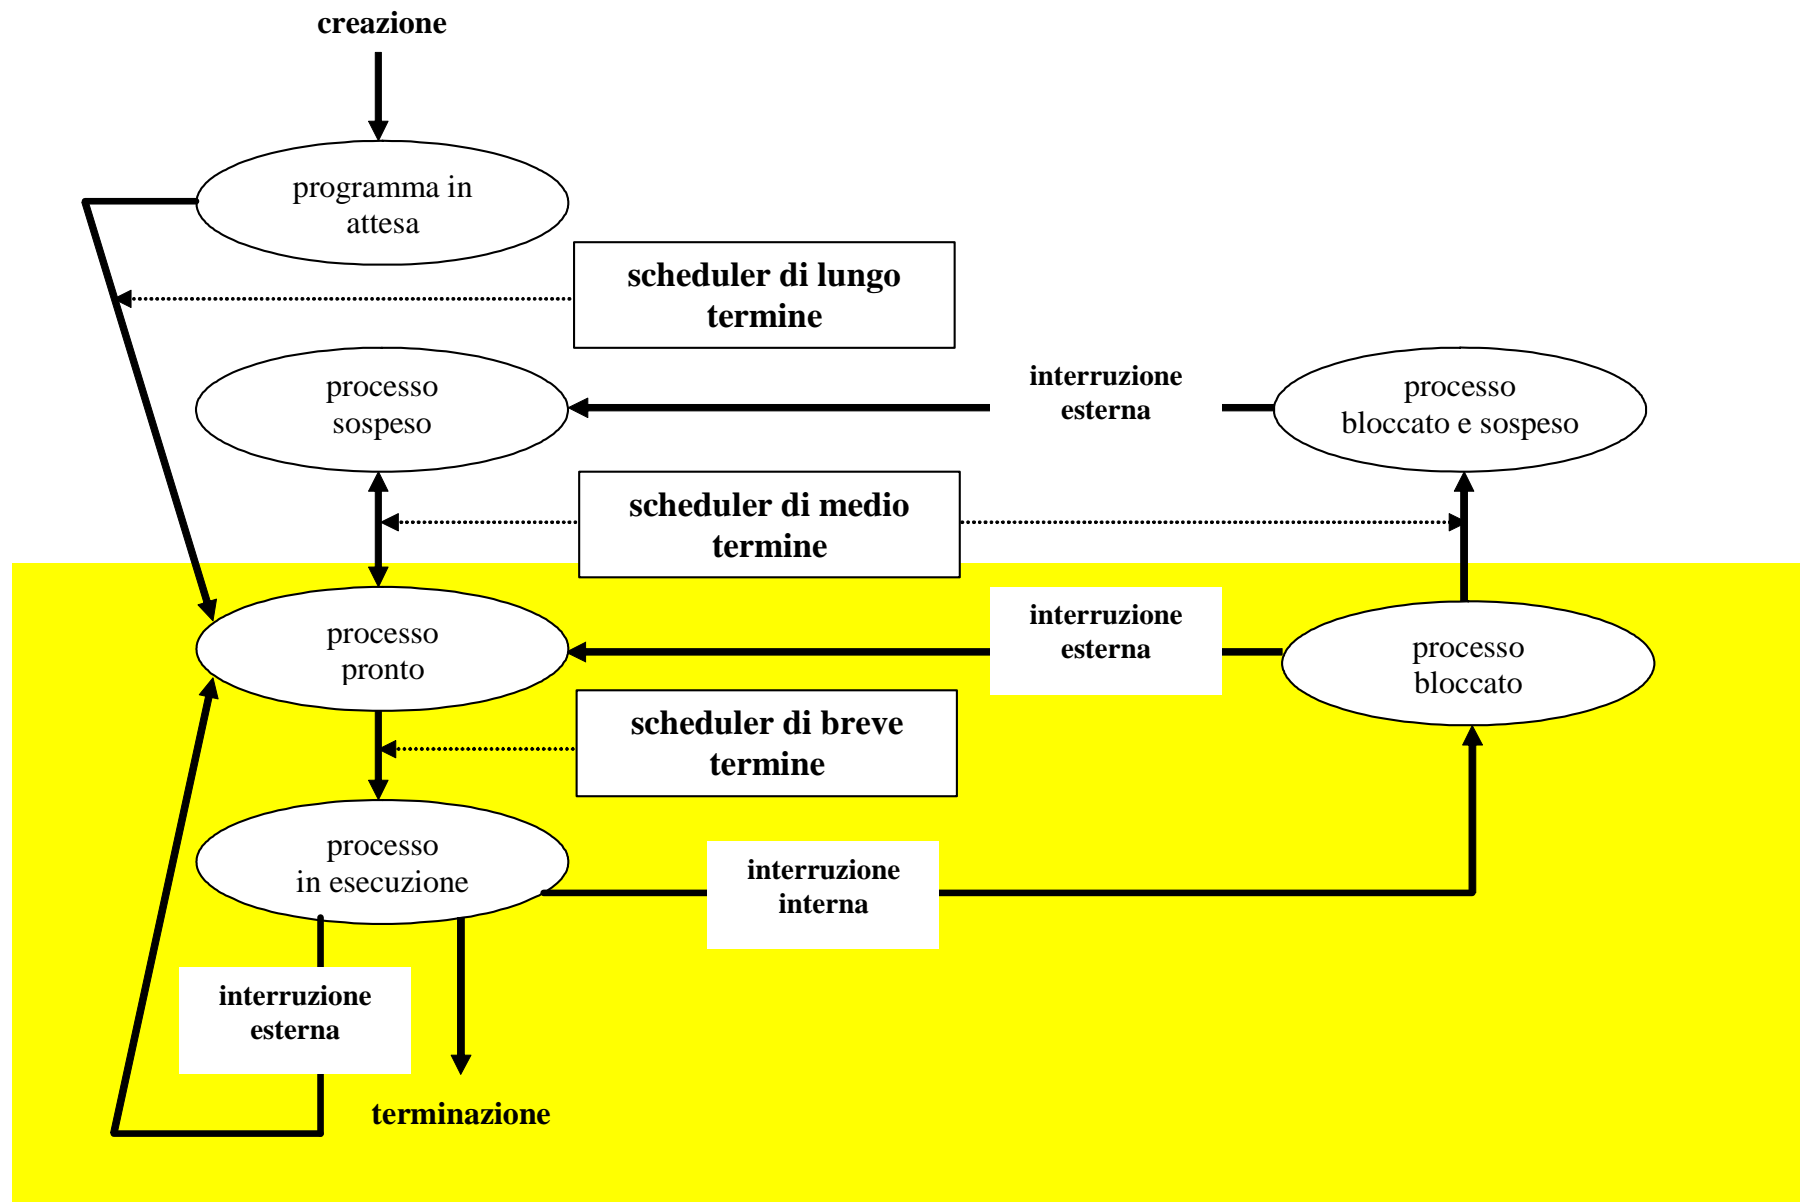 creazione
programma in
attesa
scheduler di lungo
termine
processo
sospeso
interruzione
esterna
processo
bloccato e sospeso
scheduler di medio
termine
processo
pronto
interruzione
esterna
processo
bloccato
scheduler di breve
termine
processo
in esecuzione
interruzione
interna
interruzione
esterna
terminazione